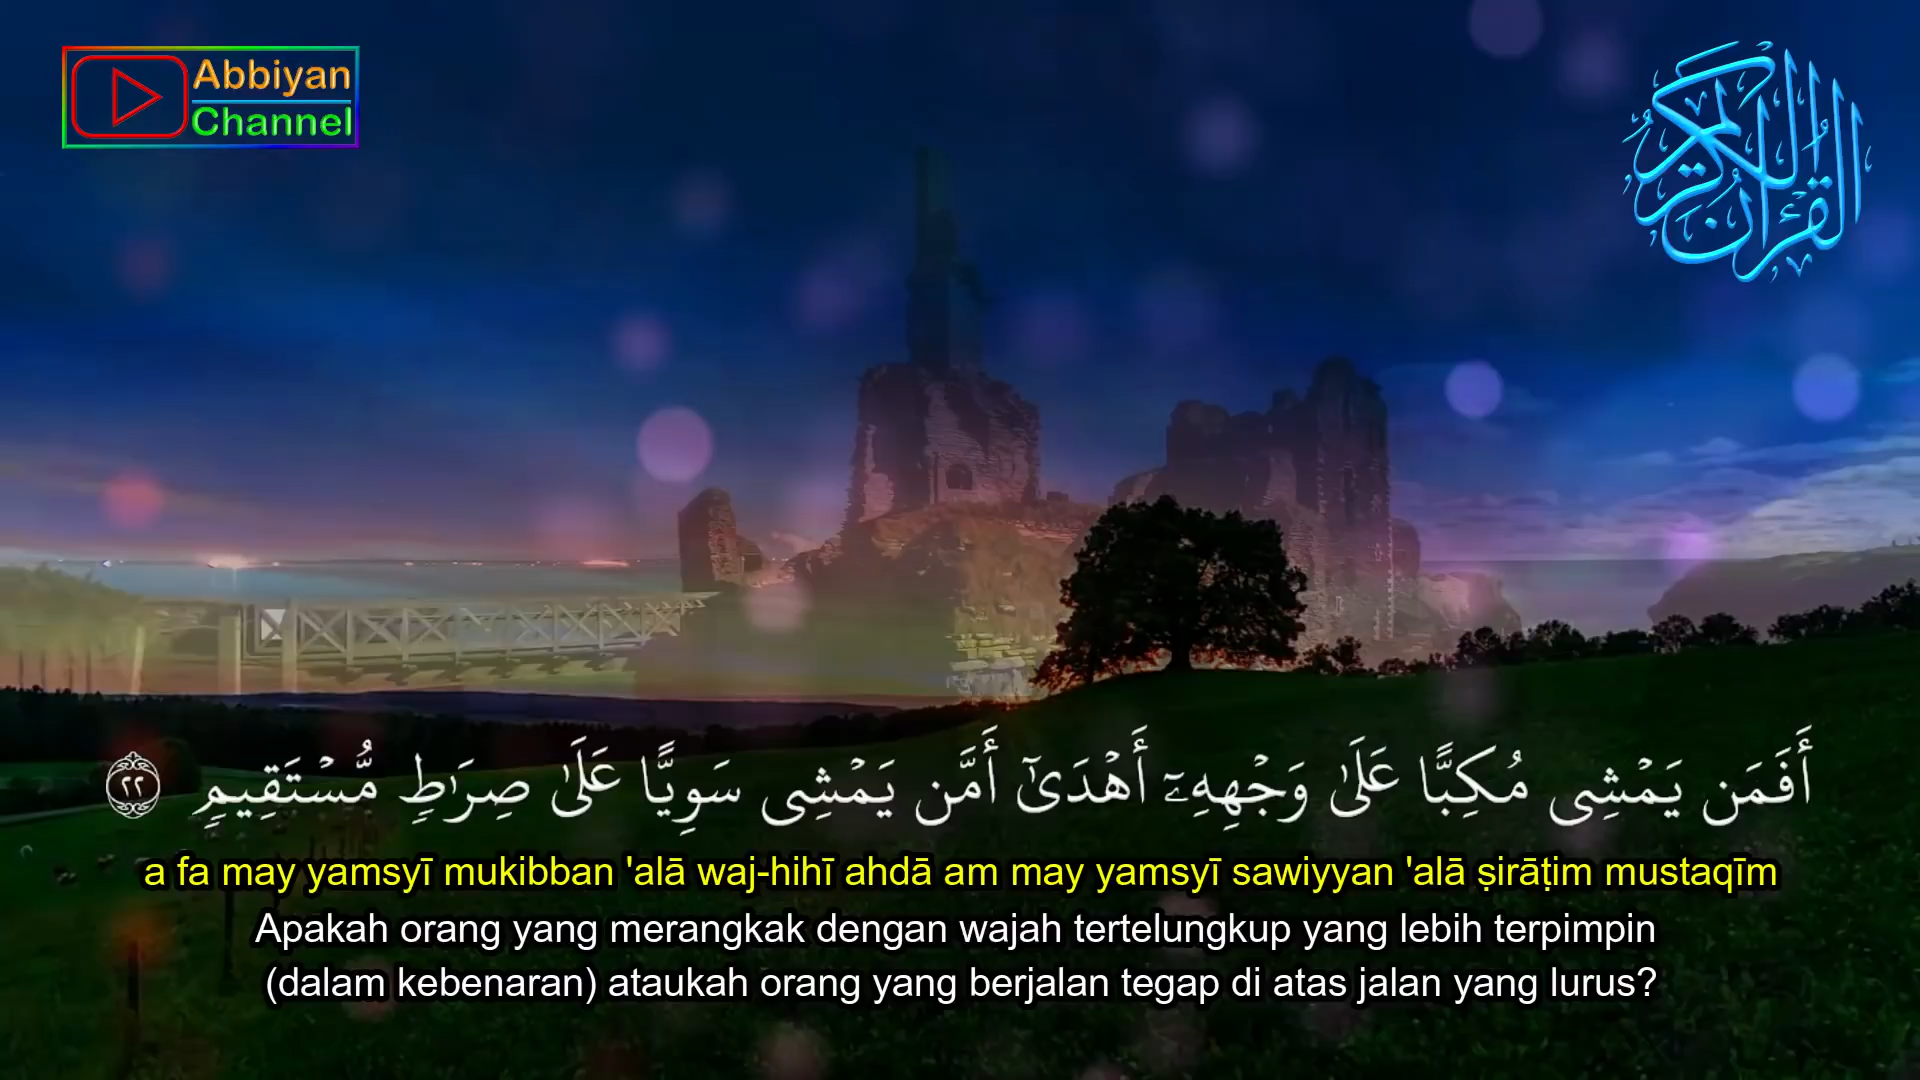 Abbiyan
Channel
القرآن الكريم
أَفَمَن يَمْشِى مُكِبًّا عَلَىٰ وَجْهِهِۦٓ أَهْدَىٰٓ أَمَّن يَمْشِى سَوِيًّا عَلَىٰ صِرَٰطٍ مُّسْتَقِيمٍ ٢٢
a fa may yamsyī mukibban 'alā waj-hihī ahdā am may yamsyī sawiyyan 'alā ṣirāṭim mustaqīm
Apakah orang yang merangkak dengan wajah tertelungkup yang lebih terpimpin
(dalam kebenaran) ataukah orang yang berjalan tegap di atas jalan yang lurus?